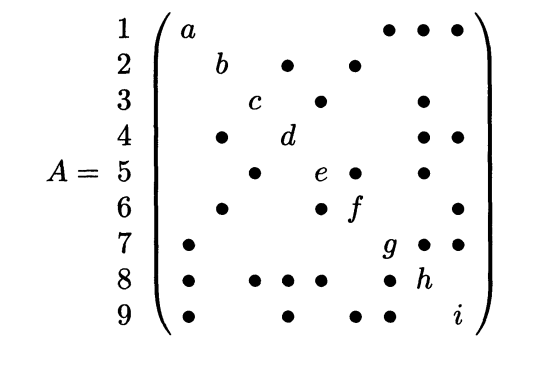 1 a • • •
2 b • •
3 c • •
4 • d • •
A = 5 • e • •
6 • • f •
7 • g • •
8 • • • • • h
9 • • • • i